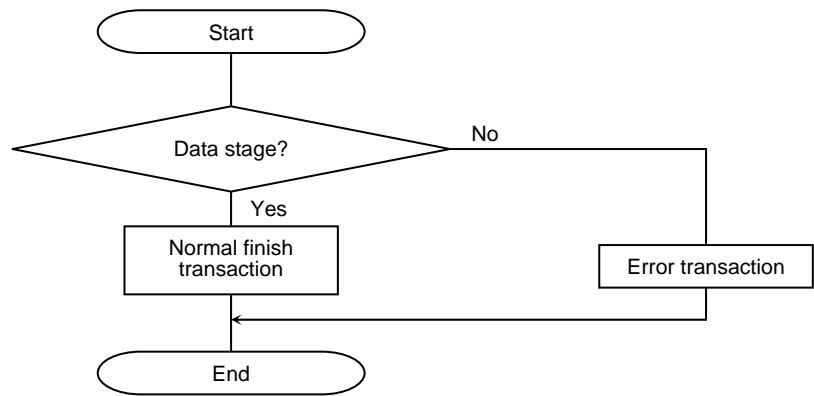 Start
Data stage?
No
Yes
Normal finish
transaction
Error transaction
End